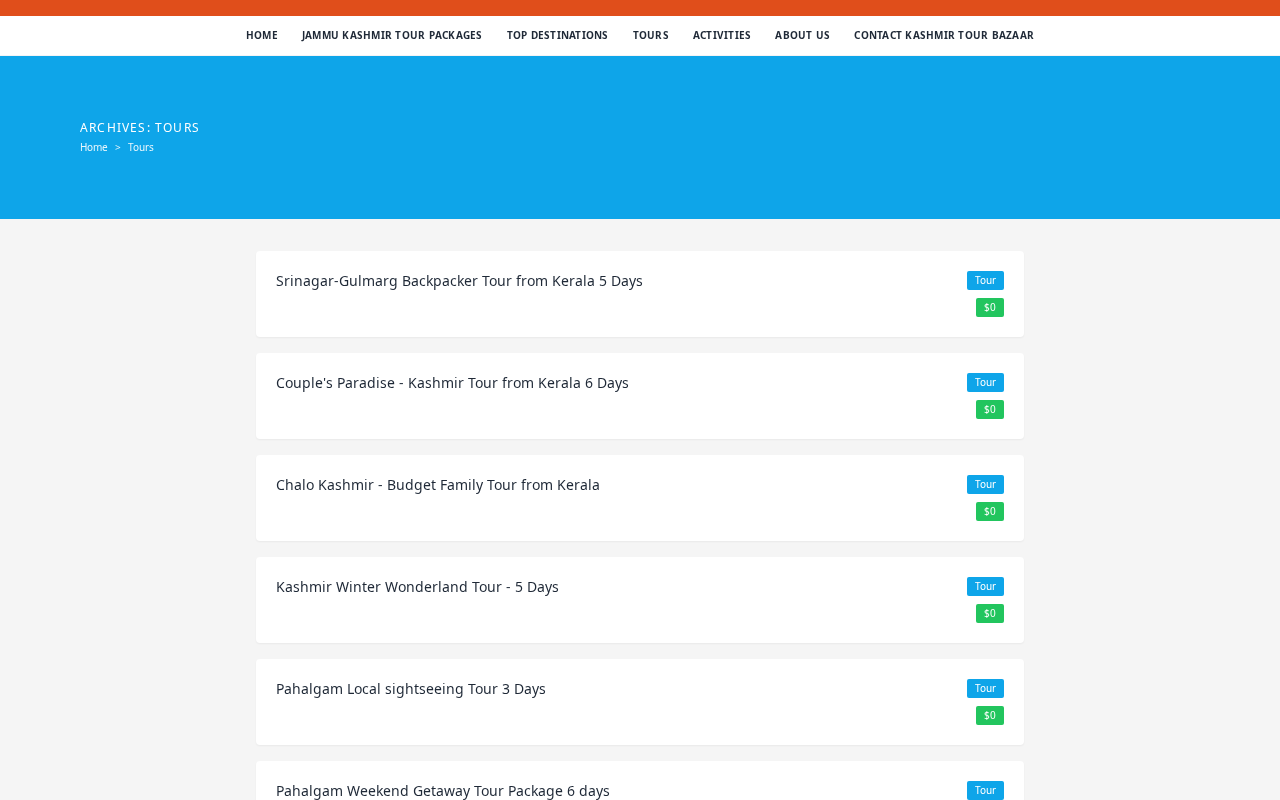 HOME JAMMU KASHMIR TOUR PACKAGES TOP DESTINATIONS TOURS ACTIVITIES ABOUT US CONTACT KASHMIR TOUR BAZAAR
ARCHIVES: TOURS
Home > Tours
Srinagar-Gulmarg Backpacker Tour from Kerala 5 Days
Tour
$0
Couple's Paradise - Kashmir Tour from Kerala 6 Days
Tour
$0
Chalo Kashmir - Budget Family Tour from Kerala
Tour
$0
Kashmir Winter Wonderland Tour - 5 Days
Tour
$0
Pahalgam Local sightseeing Tour 3 Days
Tour
$0
Pahalgam Weekend Getaway Tour Package 6 days
Tour